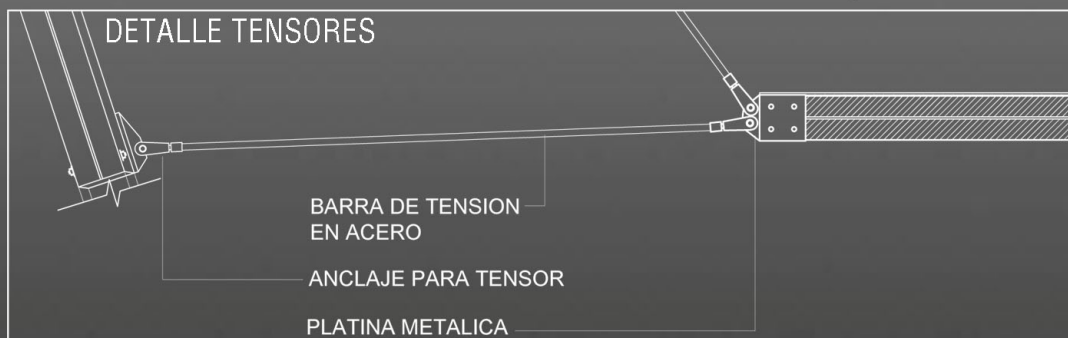 DETALLE TENSORES
BARRA DE TENSION
EN ACERO
ANCLAJE PARA TENSOR
PLATINA METALICA